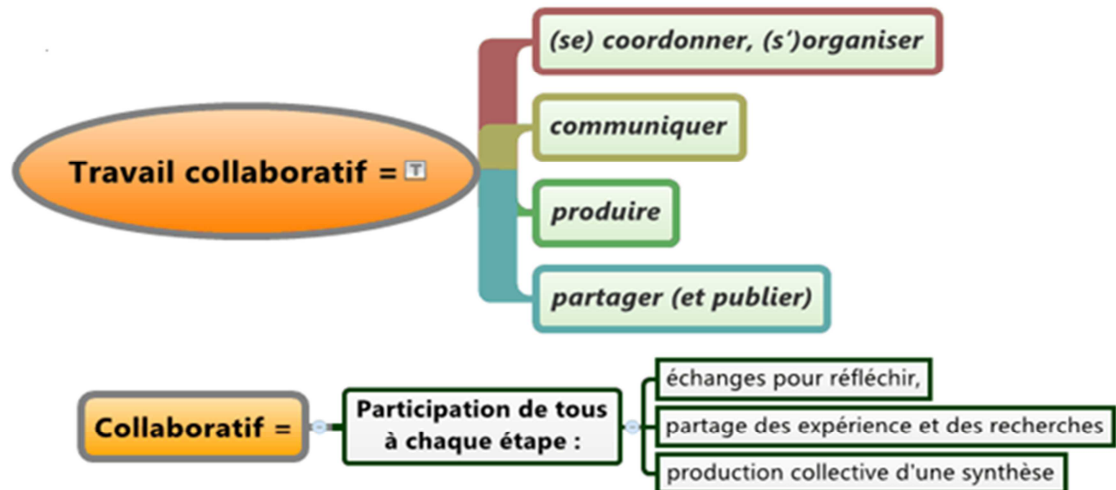 (se) coordonner, (s')organiser
communiquer
Travail collaboratif = T
produire
partager (et publier)
échanges pour réfléchir,
Participation de tous
à chaque étape :
Collaboratif =
partage des expérience et des recherches
production collective d'une synthèse